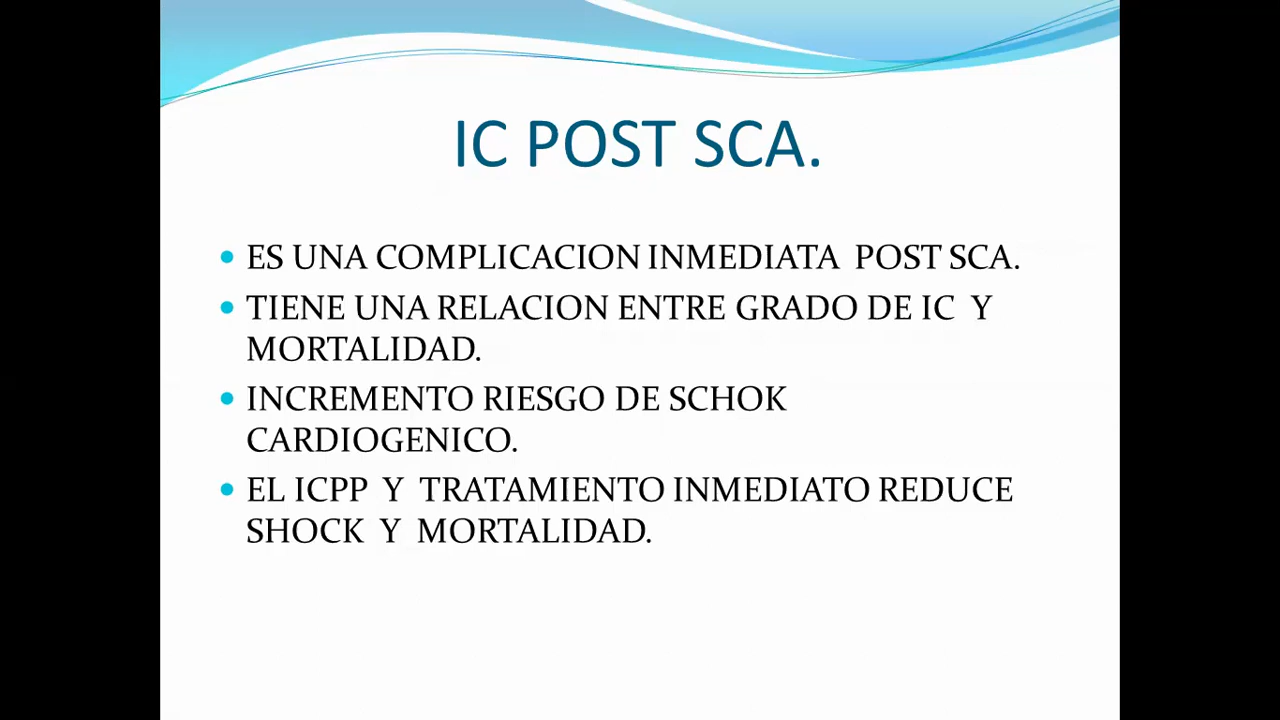 IC POST SCA.
ES UNA COMPLICACION INMEDIATA POST SCA.
TIENE UNA RELACION ENTRE GRADO DE IC Y
MORTALIDAD.
INCREMENTO RIESGO DE SCHOK
CARDIOGENICO.
EL ICPP Y TRATAMIENTO INMEDIATO REDUCE
SHOCK Y MORTALIDAD.